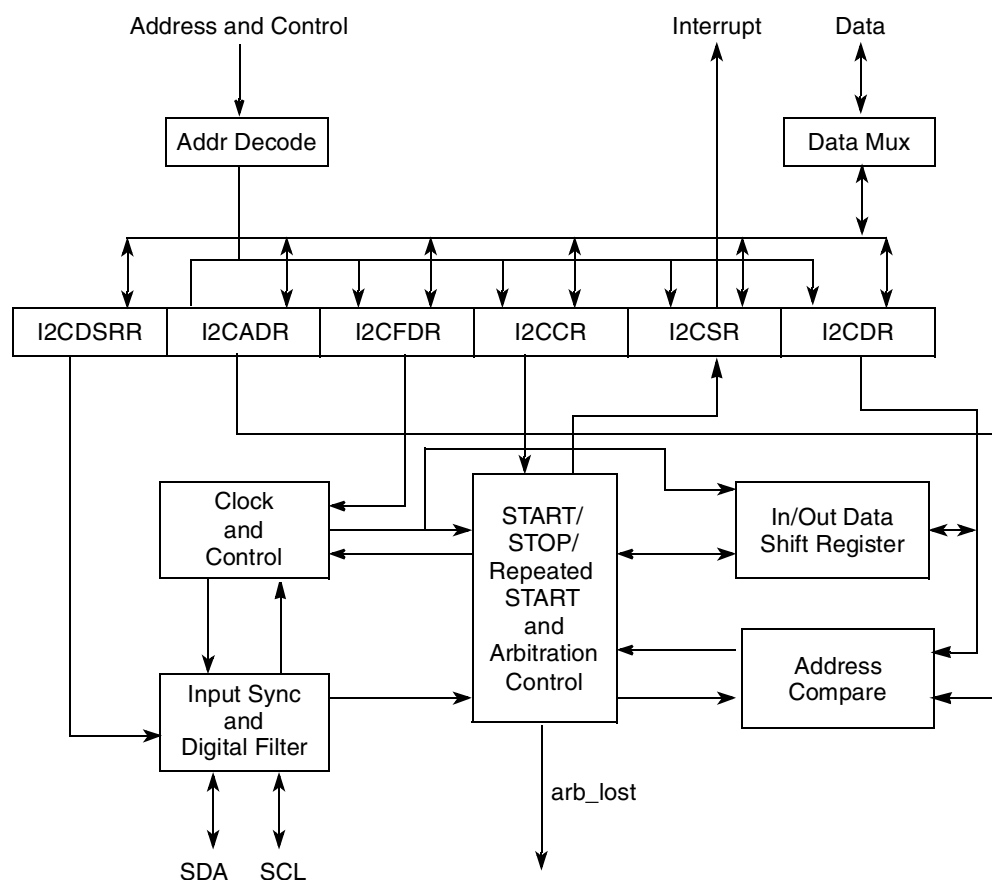 Address and Control
Interrupt
Data
Addr Decode
Data Mux
I2CDSRR
I2CADR
I2CFDR
I2CCR
I2CSR
I2CDR
Clock
and
Control
START/
STOP/
Repeated
START
and
Arbitration
Control
In/Out Data
Shift Register
Input Sync
and
Digital Filter
Address
Compare
arb_lost
SDA
SCL